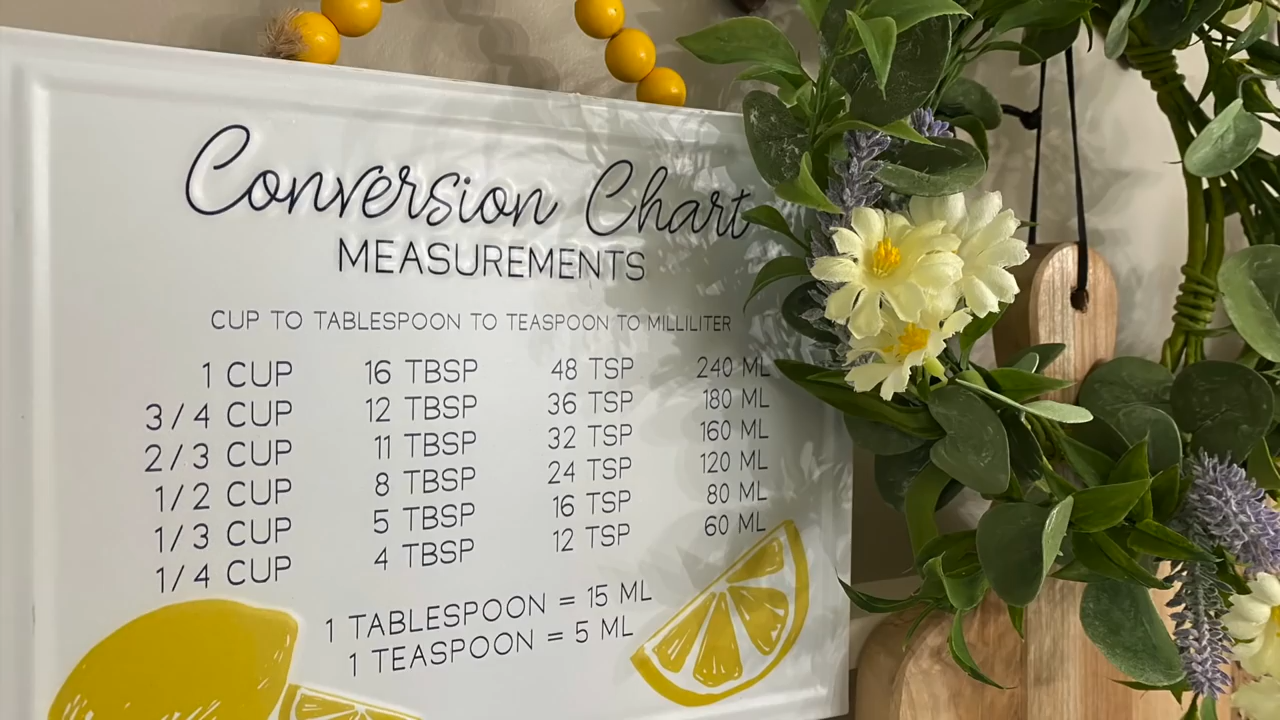 Conversion Chart
MEASUREMENTS
CUP TO TABLESPOON TO TEASPOON TO MILLILITER
1 CUP 16 TBSP 48 TSP 240 ML
3/4 CUP 12 TBSP 36 TSP 180 ML
2/3 CUP 11 TBSP 32 TSP 160 ML
1/2 CUP 8 TBSP 24 TSP 120 ML
1/3 CUP 5 TBSP 16 TSP 80 ML
1/4 CUP 4 TBSP 12 TSP 60 ML
1 TABLESPOON = 15 ML
1 TEASPOON = 5 ML